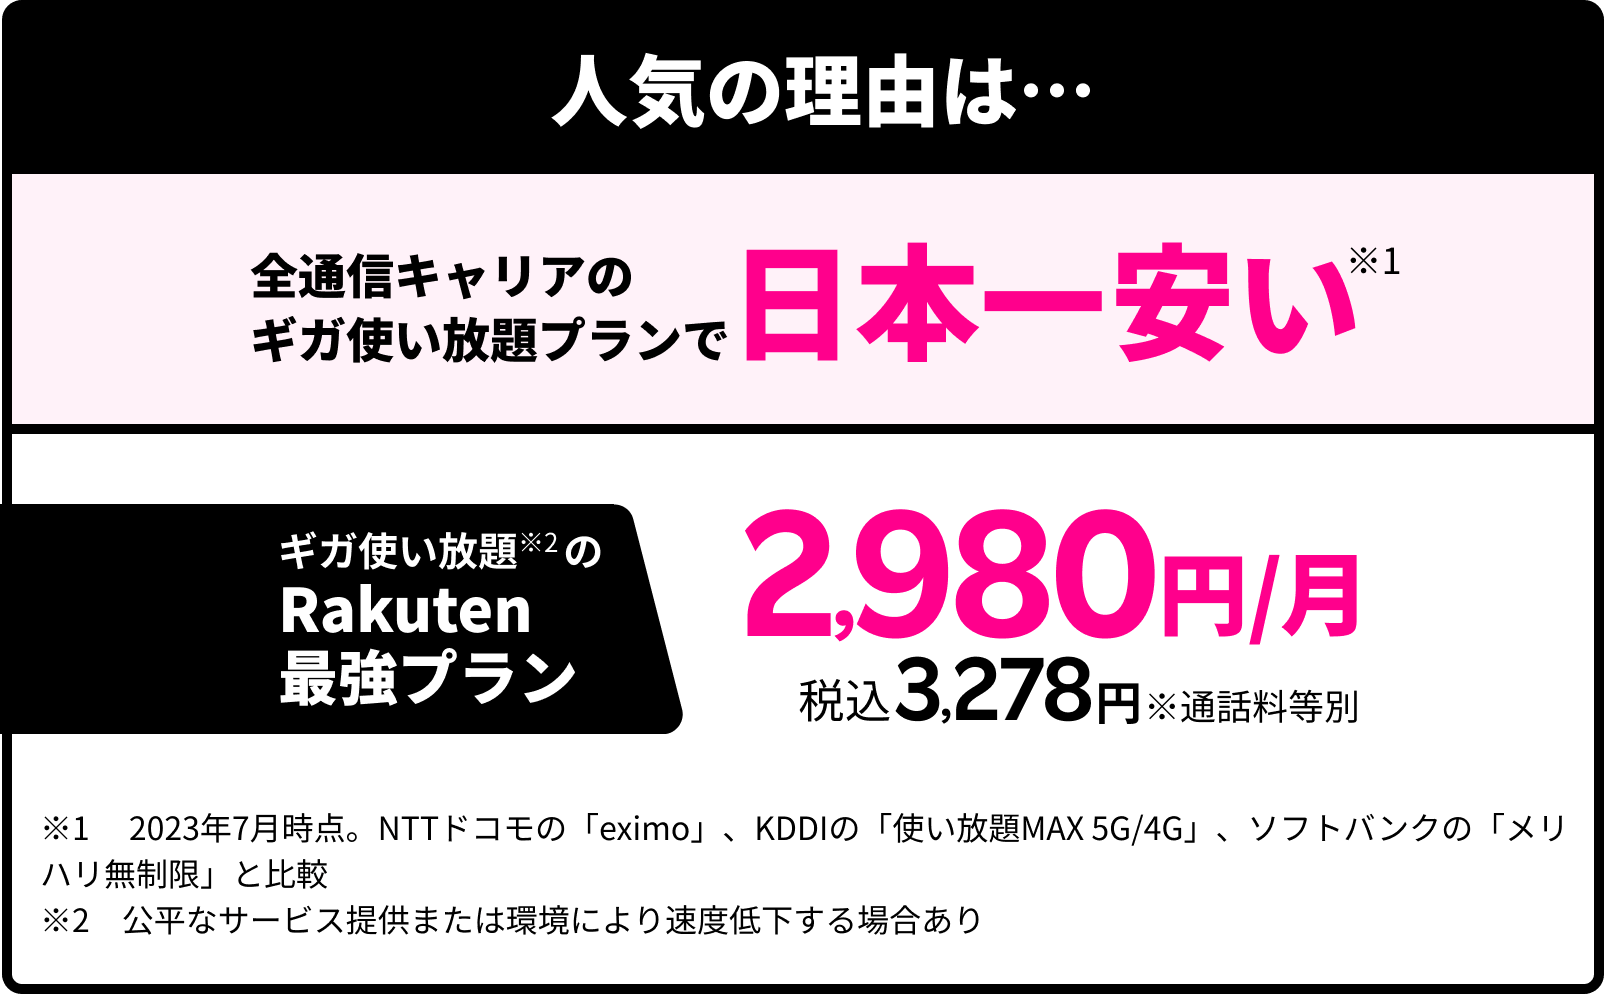 人気の理由は…
全通信キャリアの
ギガ使い放題プランで
日本一安い※1
ギガ使い放題※2の
Rakuten
最強プラン
2,980円/月
税込3,278円※通話料等別
※1　2023年7月時点。NTTドコモの「eximo」、KDDIの「使い放題MAX 5G/4G」、ソフトバンクの「メリ
ハリ無制限」と比較
※2　公平なサービス提供または環境により速度低下する場合あり